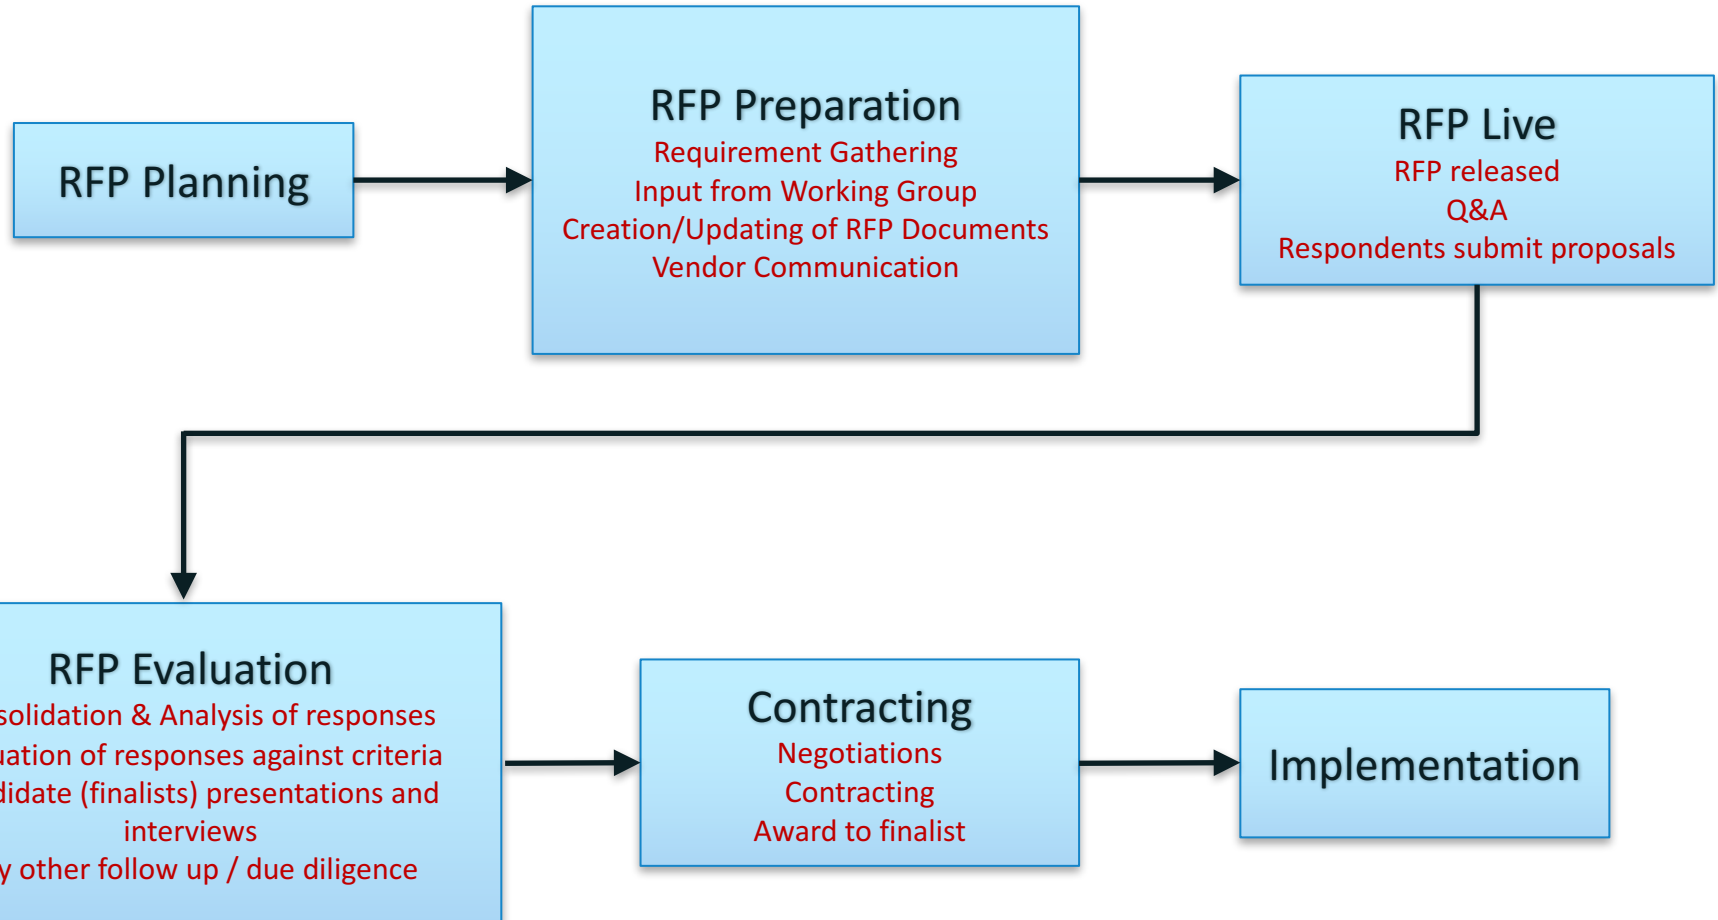 RFP Planning
RFP Preparation
Requirement Gathering
Input from Working Group
Creation/Updating of RFP Documents
Vendor Communication
RFP Live
RFP released
Q&A
Respondents submit proposals
RFP Evaluation
solidation & Analysis of responses
uation of responses against criteria
didate (finalists) presentations and
interviews
y other follow up / due diligence
Contracting
Negotiations
Contracting
Award to finalist
Implementation